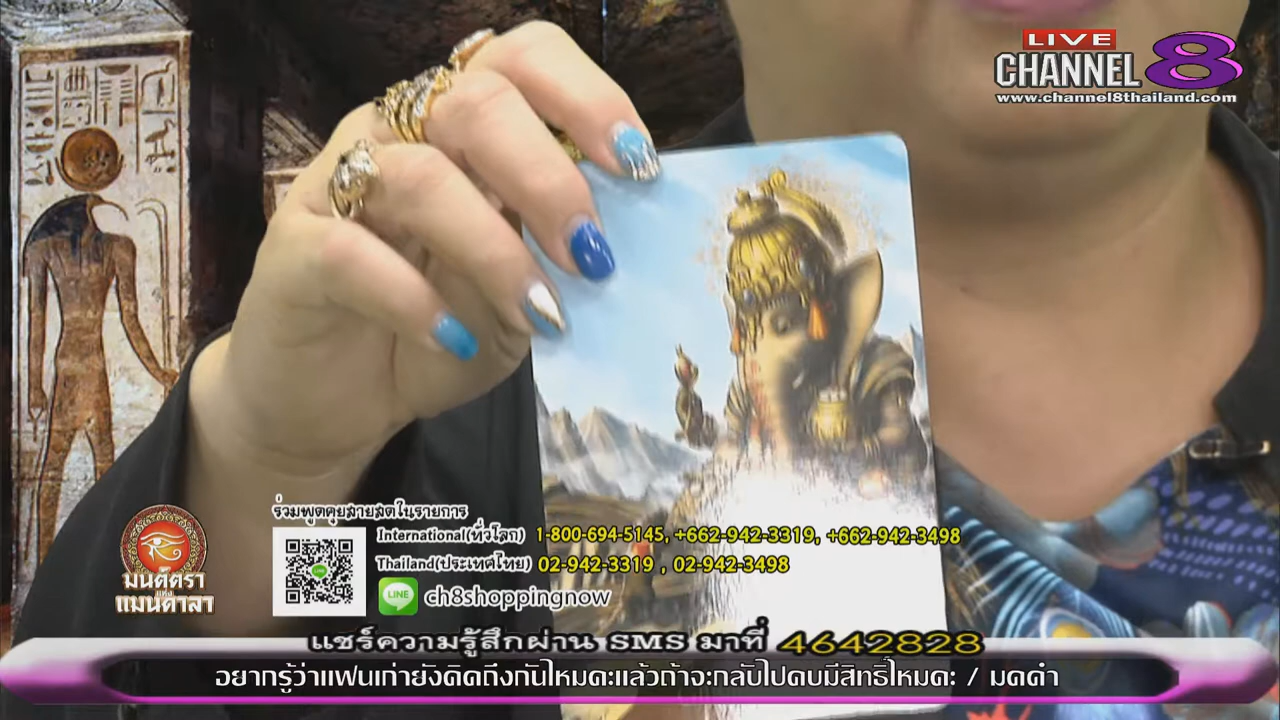 LIVE
CHANNEL 8
www.channel8thailand.com
ร่วมพูดคุยสายสดในรายการ
International(ทั่วโลก) 1-800-694-5145, +662-942-3319, +662-942-3498
Thailand(ประเทศไทย) 02-942-3319 , 02-942-3498
LINE ch8shoppingnow
มนต์ตรา
แห่ง
แมนดาลา
แชร์ความรู้สึกผ่าน SMS มาที่ 4642828
อยากรู้ว่าแฟนเก่ายังคิดถึงกันไหมคะแล้วถ้าจะกลับไปคบมีสิทธิ์ไหมคะ / มดดำ